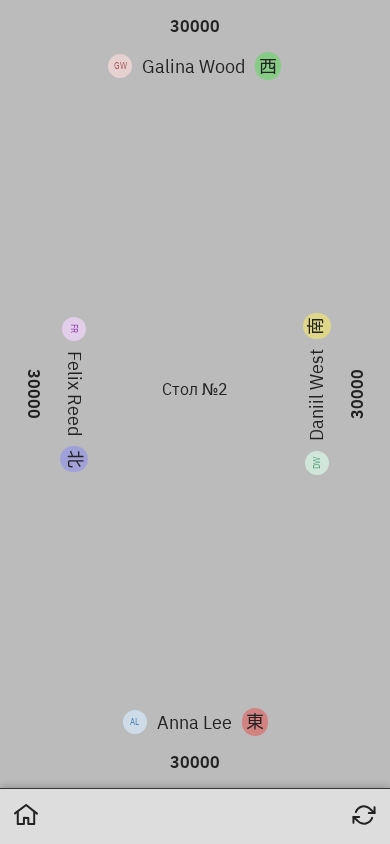 30000
GW Galina Wood 西
FR Felix Reed 北
30000
Стол №2
南 Daniil West DW
30000
AL Anna Lee 東
30000